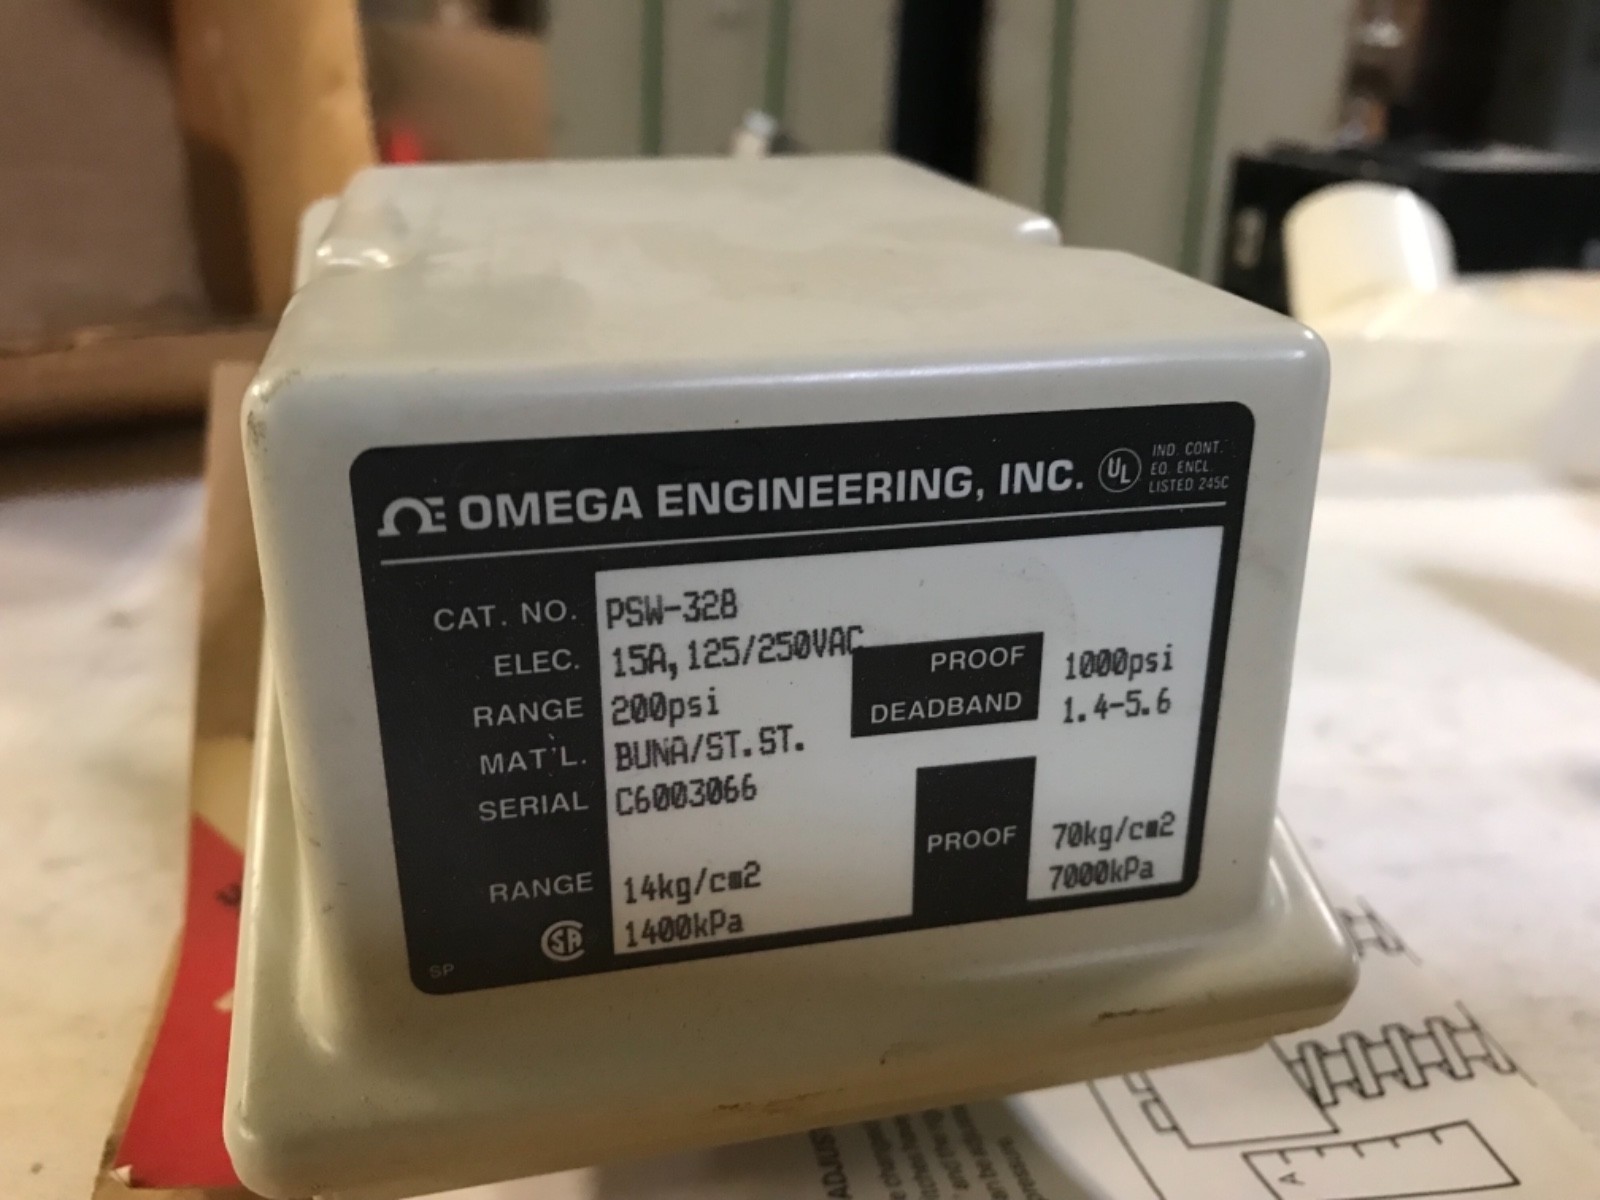 OMEGA ENGINEERING, INC.
UL
IND. CONT.
EQ. ENCL.
LISTED 245C
CAT. NO. PSW-328
ELEC. 15A, 125/250VAC
RANGE 200psi
MAT'L. BUNA/ST.ST.
SERIAL C6003066
PROOF 1000psi
DEADBAND 1.4-5.6
RANGE 14kg/cm2
1400kPa
PROOF 70kg/cm2
7000kPa
SA
SP
A